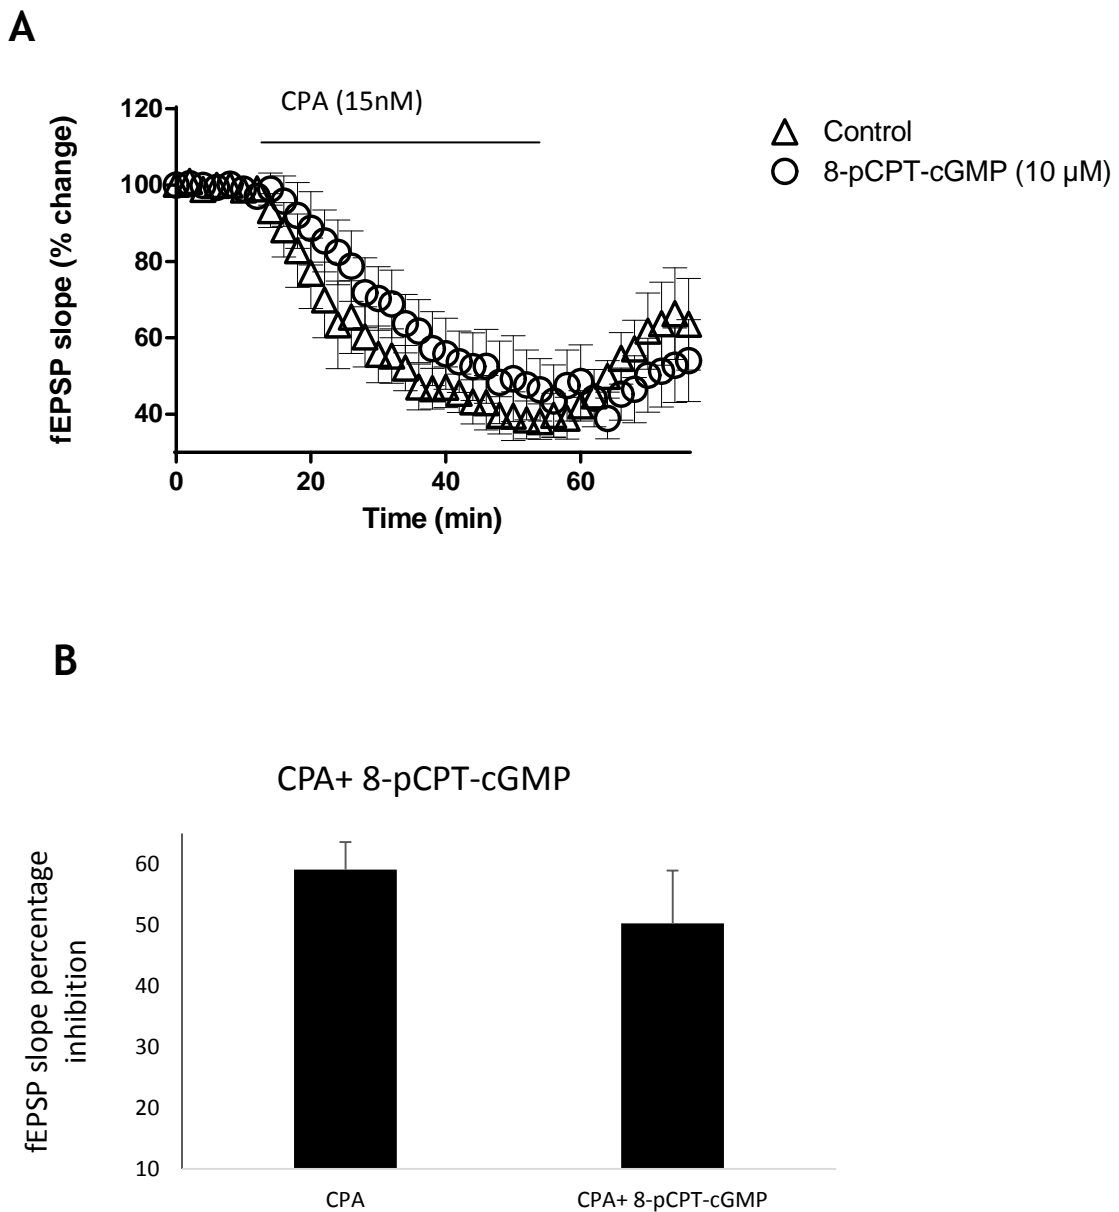 A
CPA (15nM)
120
100
80
60
40
fEPSP slope (% change)
0
20
40
60
Time (min)
Control
8-pCPT-cGMP (10 µM)
B
CPA+ 8-pCPT-cGMP
fEPSP slope percentage
inhibition
60
50
40
30
20
10
CPA
CPA+ 8-pCPT-cGMP